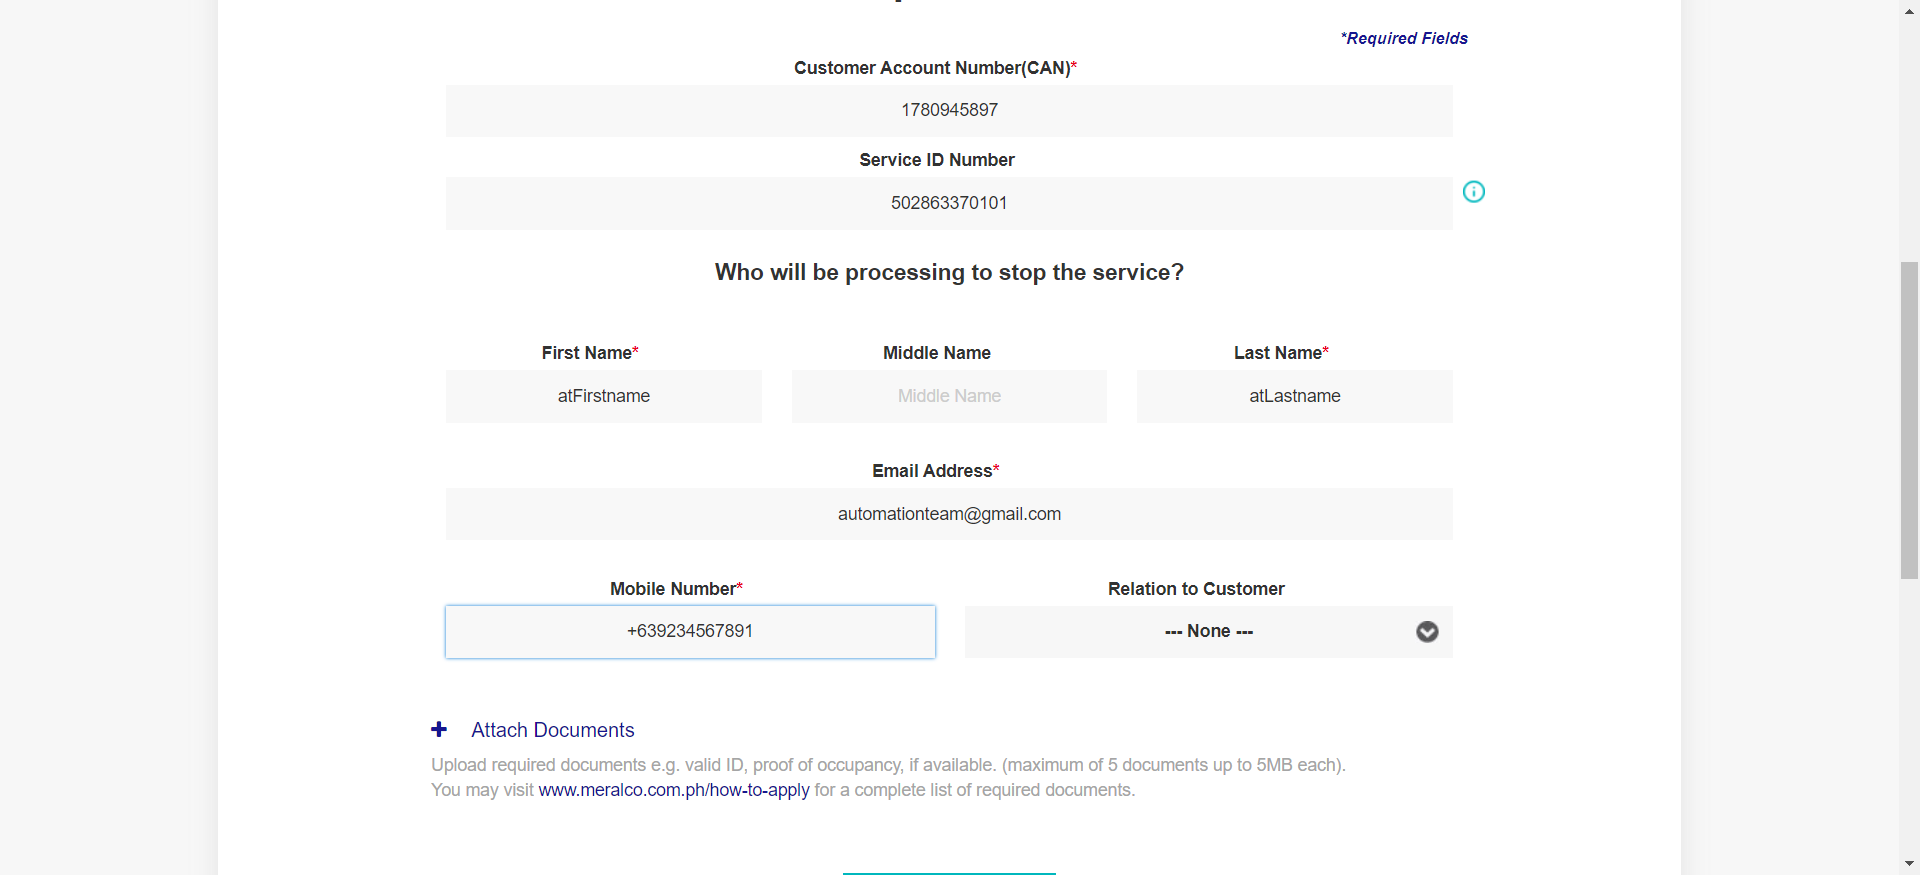 *Required Fields
Customer Account Number(CAN)*
1780945897
Service ID Number
502863370101
Who will be processing to stop the service?
First Name* Middle Name Last Name*
atFirstname Middle Name atLastname
Email Address*
automationteam@gmail.com
Mobile Number* Relation to Customer
+639234567891 --- None ---
Attach Documents
Upload required documents e.g. valid ID, proof of occupancy, if available. (maximum of 5 documents up to 5MB each).
You may visit www.meralco.com.ph/how-to-apply for a complete list of required documents.